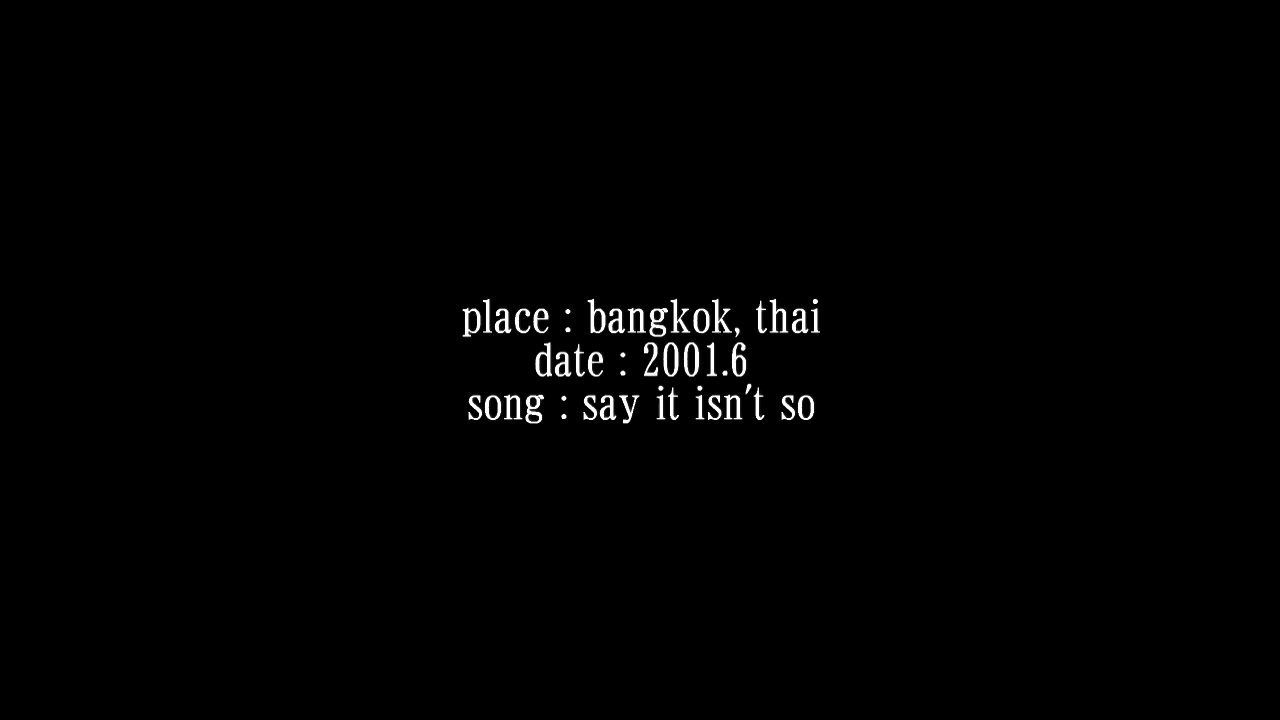 place : bangkok, thai
date : 2001.6
song : say it isn't so